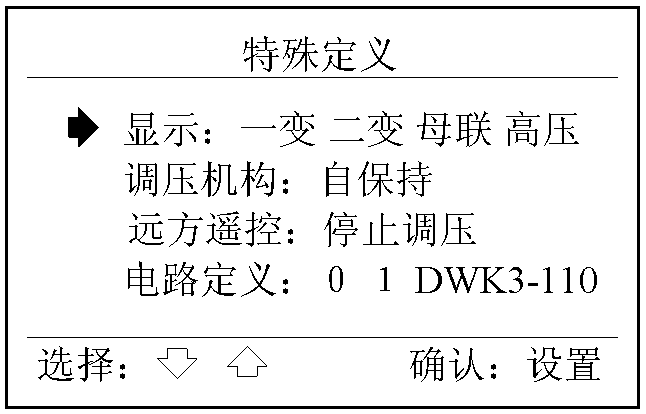 特殊定义
显示：一变 二变 母联 高压
调压机构：自保持
远方遥控：停止调压
电路定义：0 1 DWK3-110
选择： 确认：设置